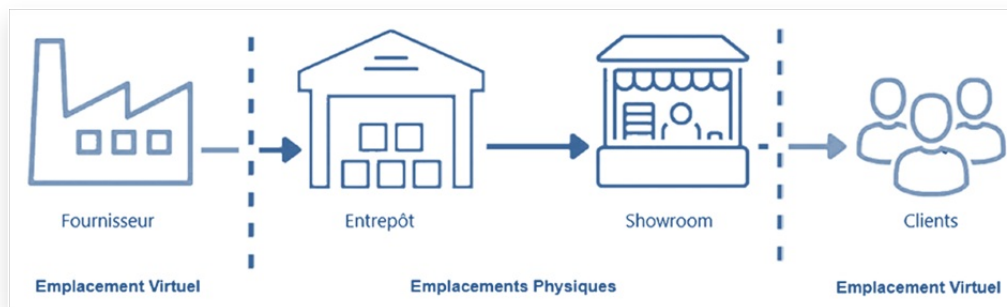 Fournisseur
Entrepôt
Showroom
Clients
Emplacement Virtuel
Emplacements Physiques
Emplacement Virtuel